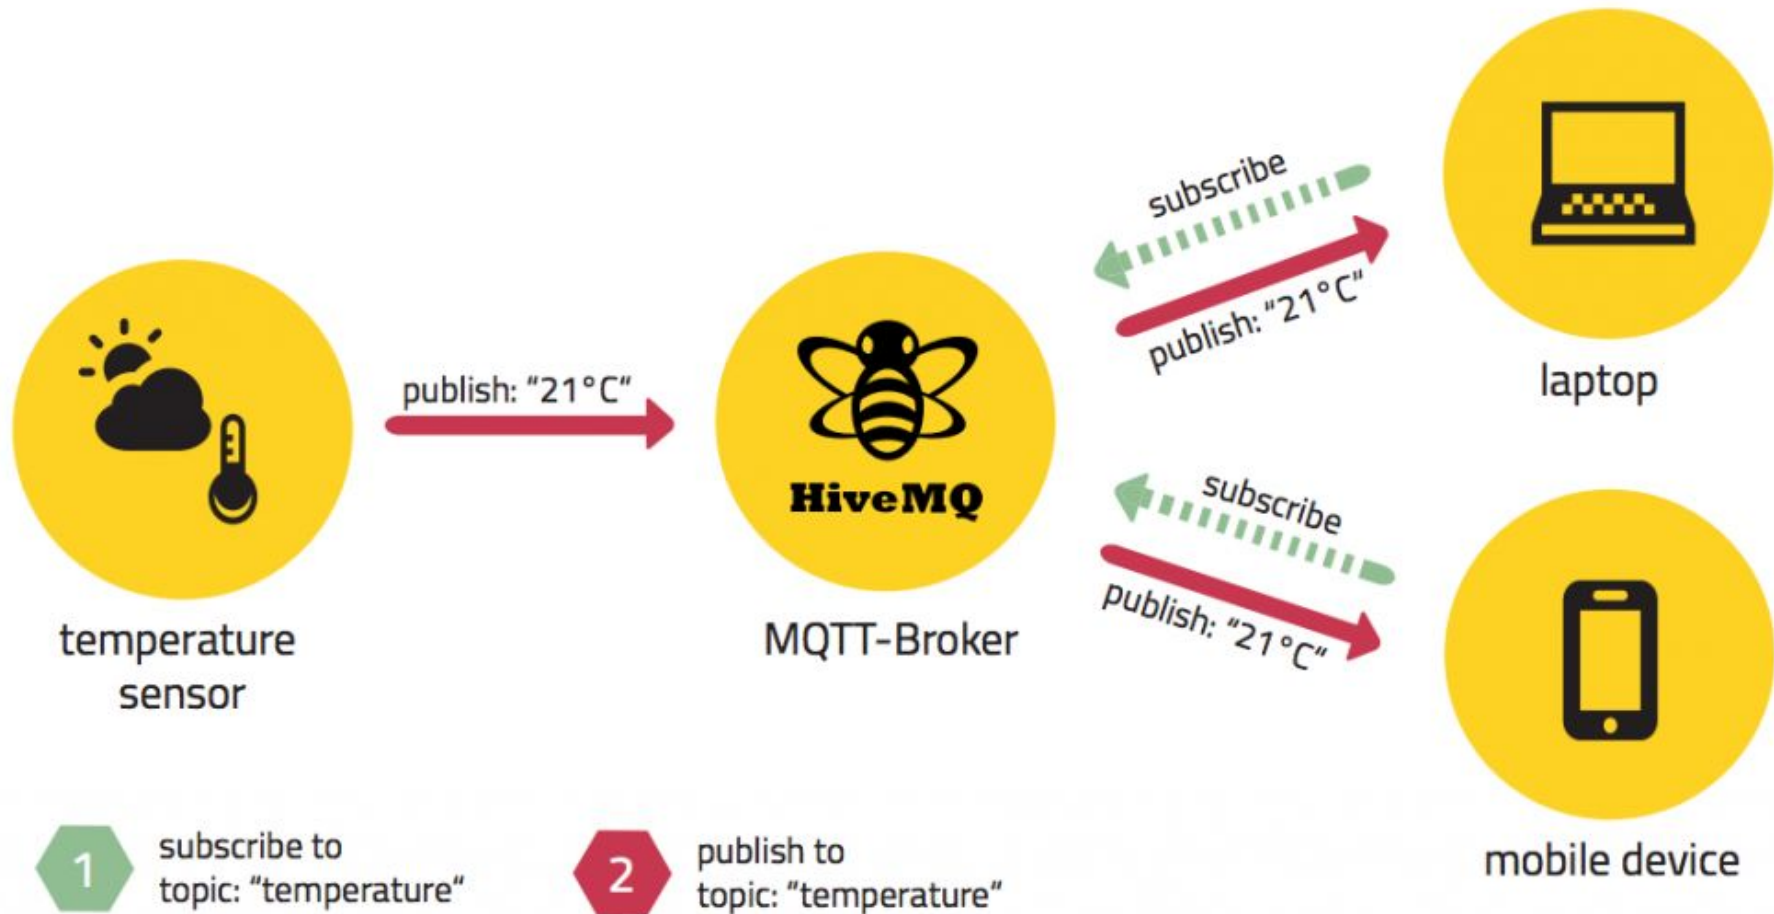 subscribe
publish: “21°C“
laptop
publish: “21°C“
HiveMQ
subscribe
publish: “21°C“
temperature
sensor
MQTT-Broker
mobile device
1
subscribe to
topic: “temperature“
2
publish to
topic: “temperature“